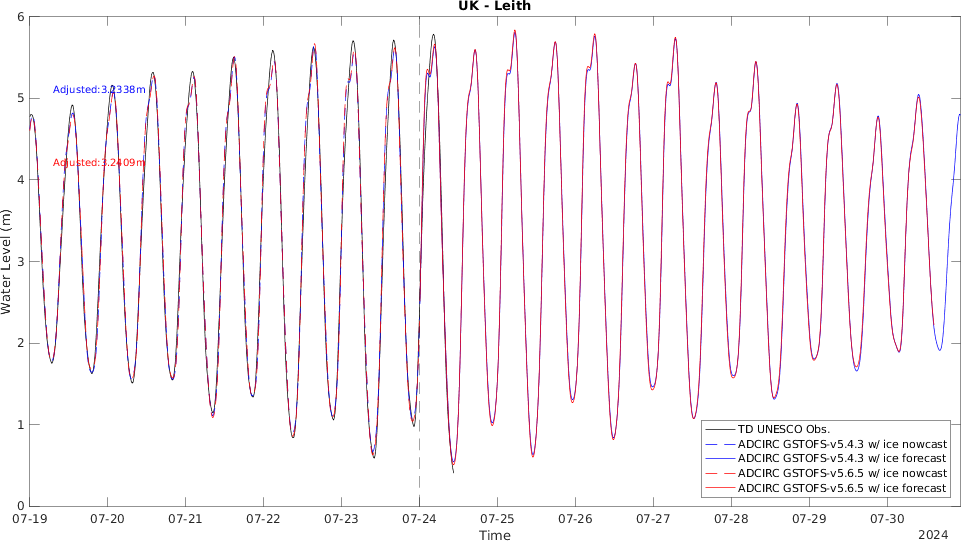 UK - Leith
6
5
4
3
2
1
0
Water Level (m)
Adjusted:3.2338m
Adjusted:3.2409m
TD UNESCO Obs.
ADCIRC GSTOFS-v5.4.3 w/ ice nowcast
ADCIRC GSTOFS-v5.4.3 w/ ice forecast
ADCIRC GSTOFS-v5.6.5 w/ ice nowcast
ADCIRC GSTOFS-v5.6.5 w/ ice forecast
07-19 07-20 07-21 07-22 07-23 07-24 07-25 07-26 07-27 07-28 07-29 07-30
Time
2024